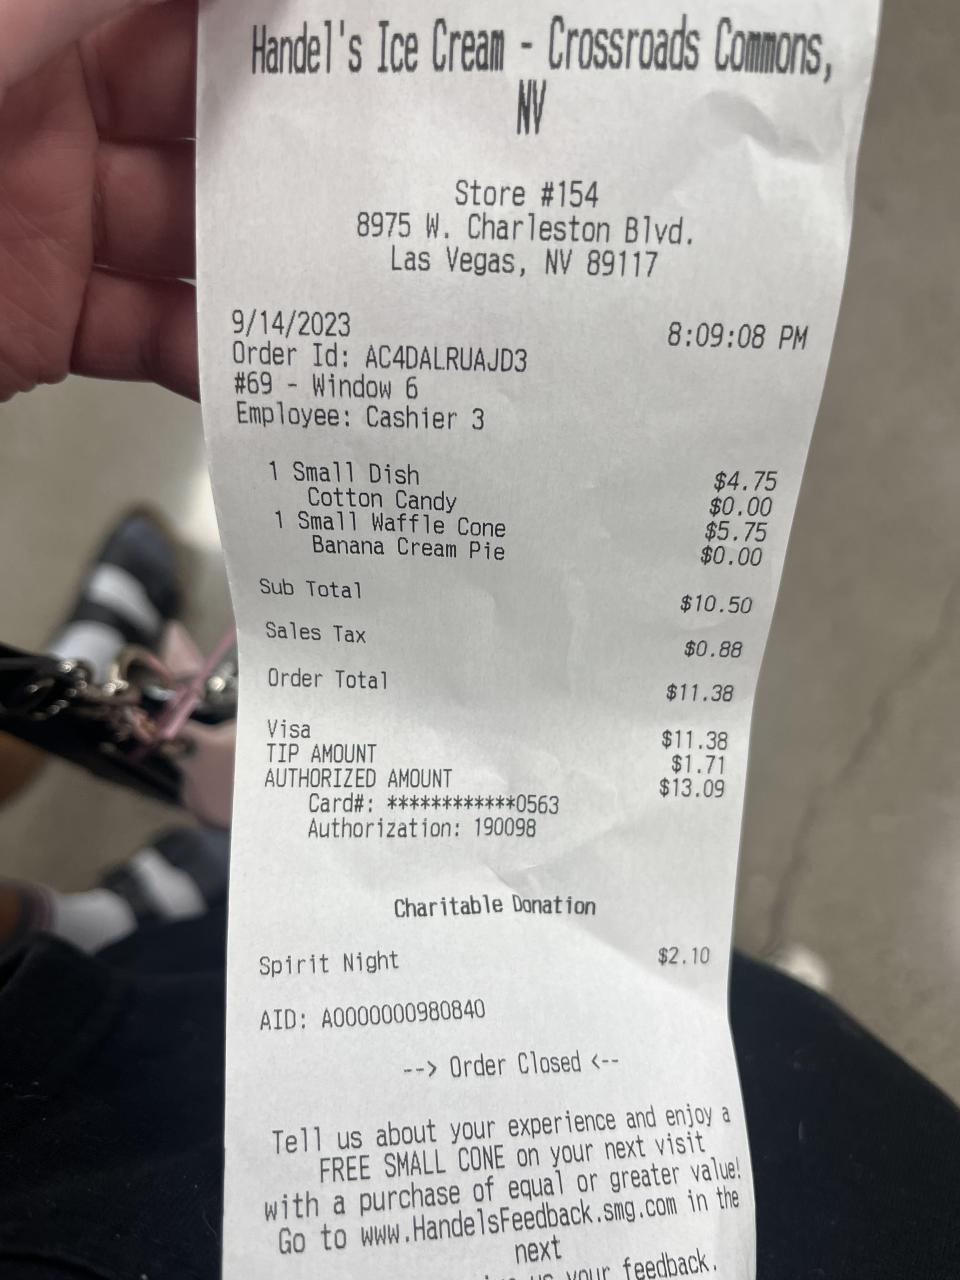 Handel's Ice Cream - Crossroads Commons,
NV
Store #154
8975 W. Charleston Blvd.
Las Vegas, NV 89117
9/14/2023 8:09:08 PM
Order Id: AC4DALRUAJD3
#69 - Window 6
Employee: Cashier 3
1 Small Dish $4.75
Cotton Candy $0.00
1 Small Waffle Cone $5.75
Banana Cream Pie $0.00
Sub Total $10.50
Sales Tax $0.88
Order Total $11.38
Visa $11.38
TIP AMOUNT $1.71
AUTHORIZED AMOUNT $13.09
Card#: ************0563
Authorization: 190098
Charitable Donation
Spirit Night $2.10
AID: A0000000980840
--> Order Closed <--
Tell us about your experience and enjoy a
FREE SMALL CONE on your next visit
with a purchase of equal or greater value!
Go to www.HandelsFeedback.smg.com in the
next
us your feedback.